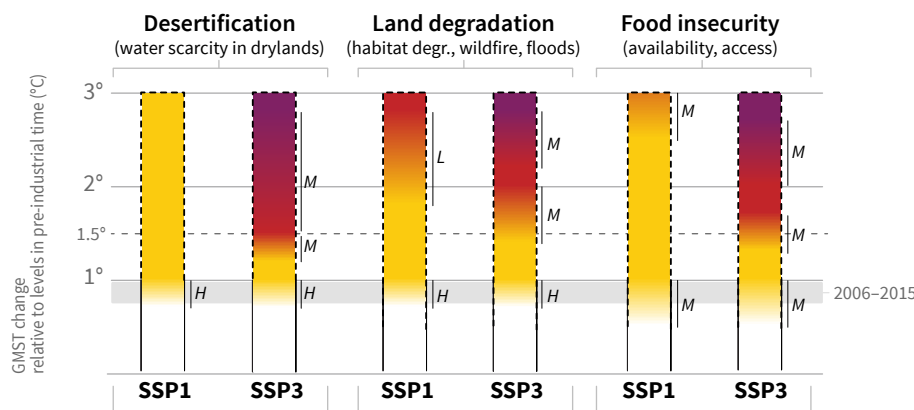 Desertification
(water scarcity in drylands)
Land degradation
(habitat degr., wildfire, floods)
Food insecurity
(availability, access)
GMST change
relative to levels in pre-industrial time (°C)
3°
2°
1.5°
1°
H
M
M
H
L
H
M
M
H
M
M
M
M
M
2006–2015
SSP1
SSP3
SSP1
SSP3
SSP1
SSP3